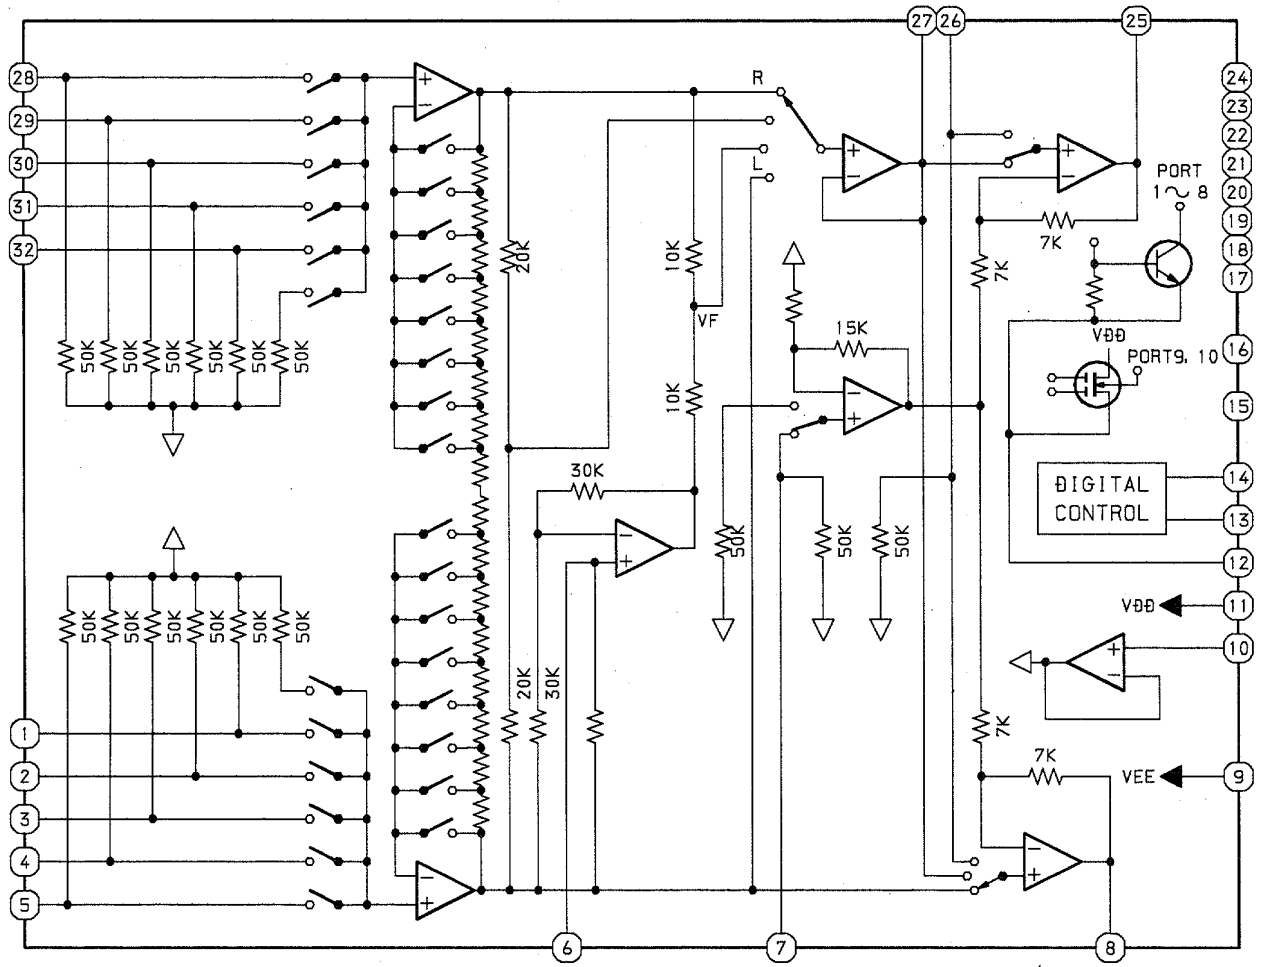 27 26 25
28 + R 24
− 23
29 22
+ +
30 L − − 21
PORT
1~8
31 20
7K 19
32 20K 10K 7K 18
17
VF
VDD
50K 50K 50K 50K 50K 50K 15K 16
PORT9, 10
10K −
+ 15
30K DIGITAL 14
CONTROL 13
− 50K 50K 50K
+ 12
VDD 11
50K 50K 50K 50K 50K 50K
+ 10
−
20K 30K
1 7K
7K
2 VEE 9
3
−
4 − +
5 +
6 7 8